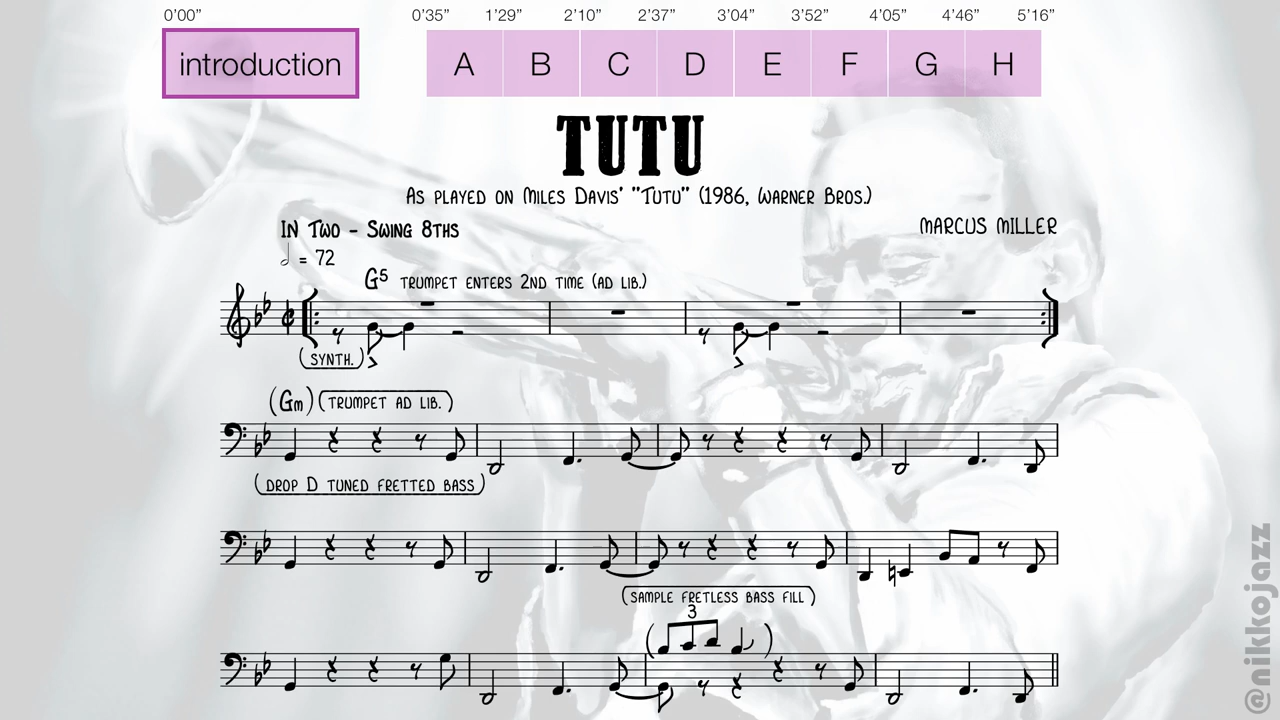 0’00” 0’35” 1’29” 2’10” 2’37” 3’04” 3’52” 4’05” 4’46” 5’16”
introduction A B C D E F G H
TUTU
As played on Miles Davis’ "Tutu" (1986, Warner Bros.)
In Two - Swing 8ths
MARCUS MILLER
= 72
G5 TRUMPET ENTERS 2ND TIME (AD LIB.)
(SYNTH.)
(Gm) (TRUMPET AD LIB.)
(DROP D TUNED FRETTED BASS)
(SAMPLE FRETLESS BASS FILL)
3
@nikkojazz